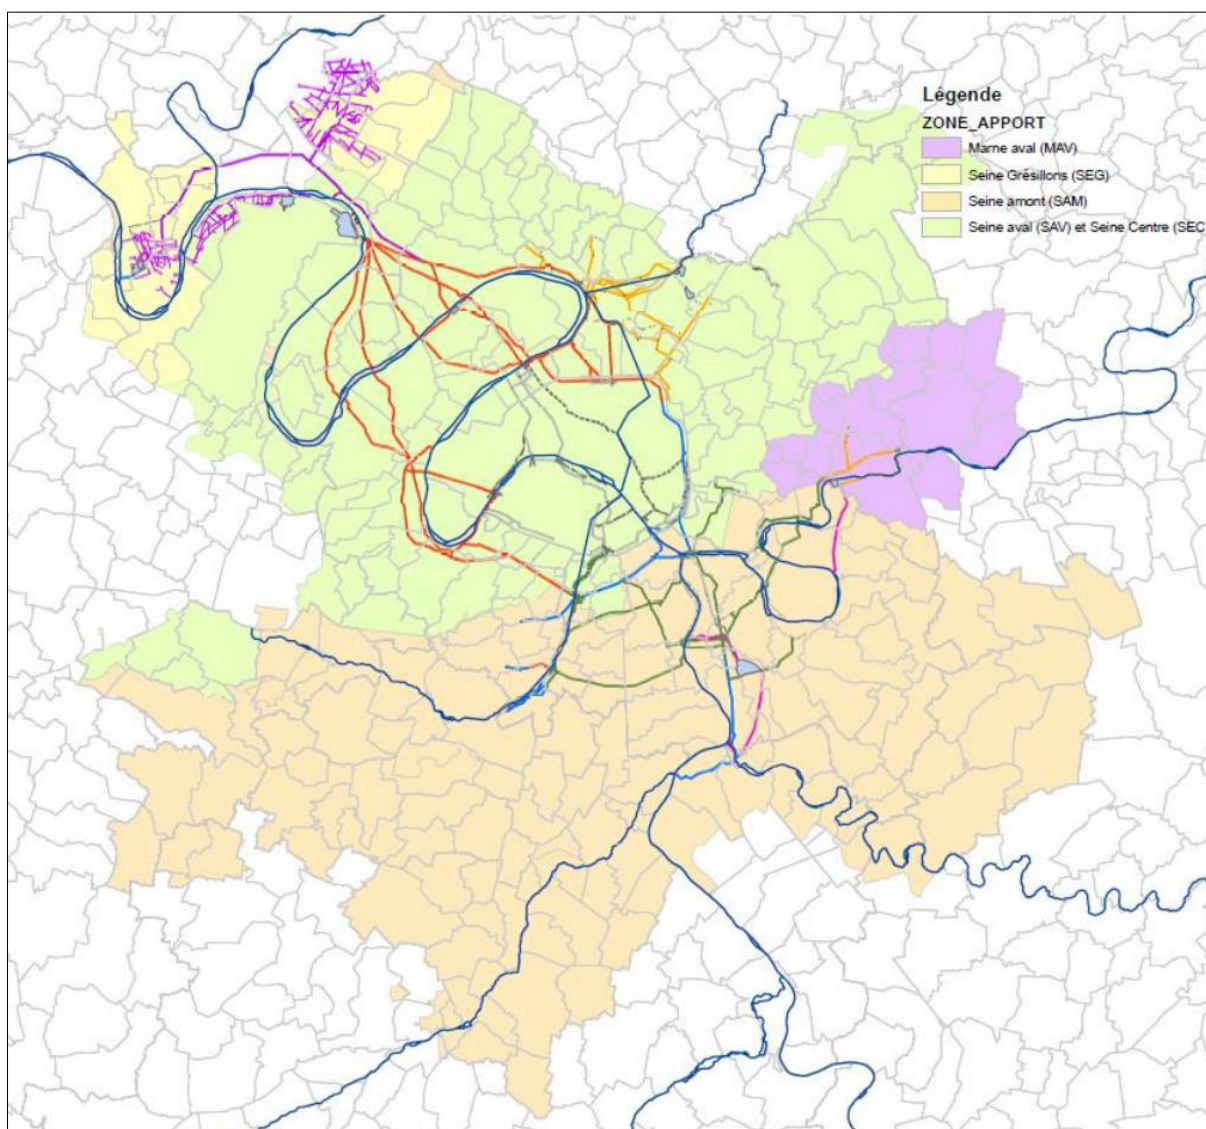 Légende
ZONE_APPORT
Marne aval (MAV)
Seine Grésillons (SEG)
Seine amont (SAM)
Seine aval (SAV) et Seine Centre (SEC